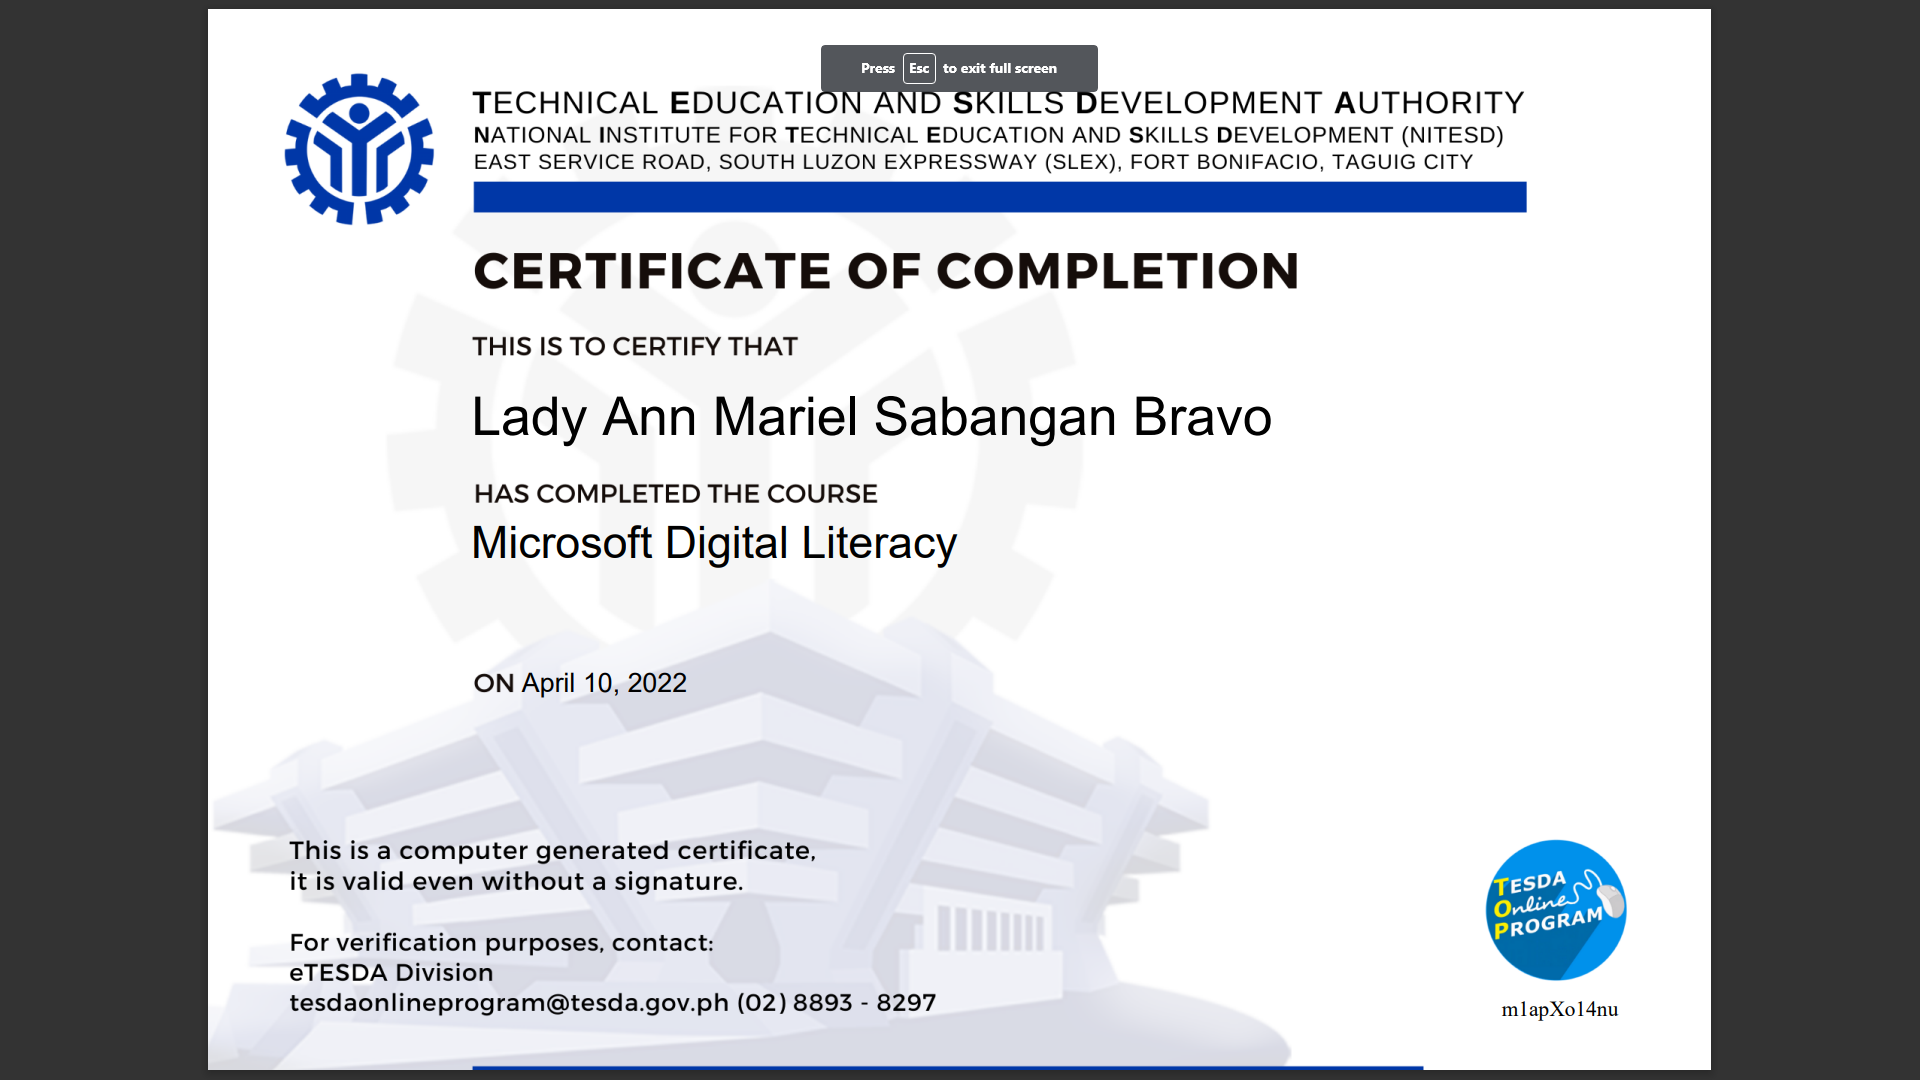 Press Esc to exit full screen
TECHNICAL EDUCATION AND SKILLS DEVELOPMENT AUTHORITY
NATIONAL INSTITUTE FOR TECHNICAL EDUCATION AND SKILLS DEVELOPMENT (NITESD)
EAST SERVICE ROAD, SOUTH LUZON EXPRESSWAY (SLEX), FORT BONIFACIO, TAGUIG CITY
CERTIFICATE OF COMPLETION
THIS IS TO CERTIFY THAT
Lady Ann Mariel Sabangan Bravo
HAS COMPLETED THE COURSE
Microsoft Digital Literacy
ON April 10, 2022
This is a computer generated certificate,
it is valid even without a signature.
For verification purposes, contact:
eTESDA Division
tesdaonlineprogram@tesda.gov.ph (02) 8893 - 8297
TESDA
Online
PROGRAM
m1apXo14nu